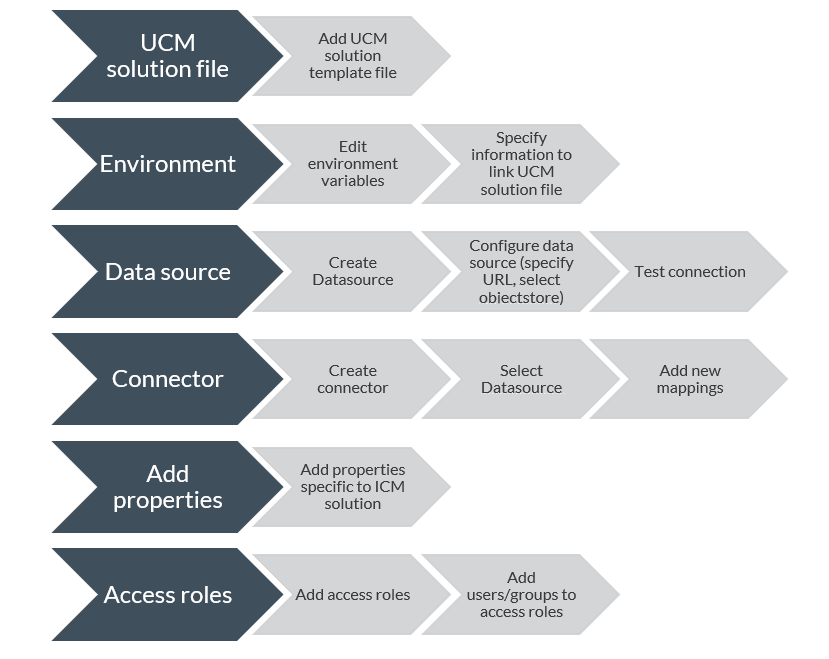 UCM
solution file
Add UCM
solution
template file
Environment
Edit
environment
variables
Specify
information to
link UCM
solution file
Data source
Create
Datasource
Configure data
source (specify
URL, select
objectstore)
Test connection
Connector
Create
connector
Select
Datasource
Add new
mappings
Add
properties
Add properties
specific to ICM
solution
Access roles
Add access roles
Add
users/groups to
access roles